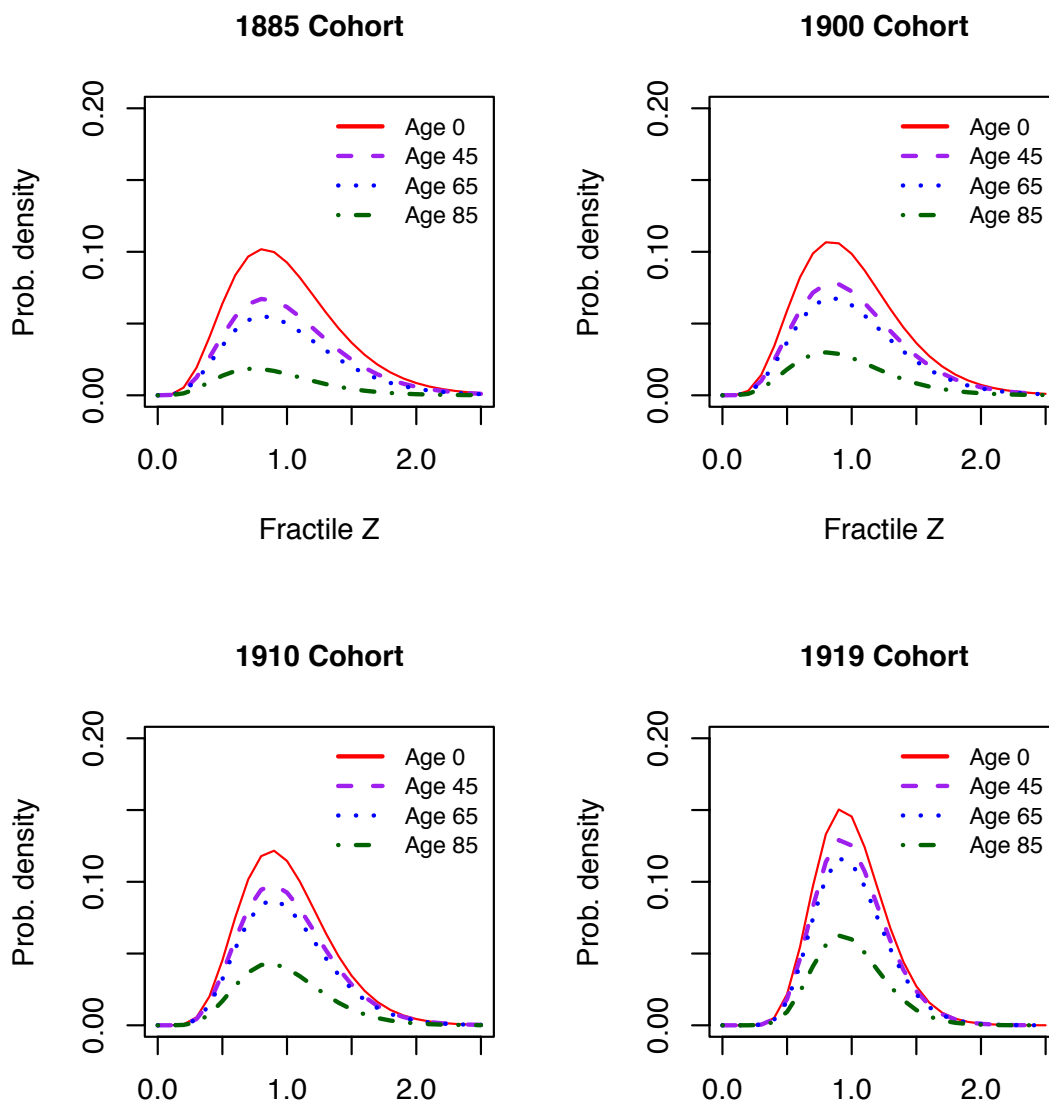 1885 Cohort
Prob. density
0.00 0.10 0.20
Age 0
Age 45
Age 65
Age 85
0.0 1.0 2.0
Fractile Z
1900 Cohort
Prob. density
0.00 0.10 0.20
Age 0
Age 45
Age 65
Age 85
0.0 1.0 2.0
Fractile Z
1910 Cohort
Prob. density
0.00 0.10 0.20
Age 0
Age 45
Age 65
Age 85
0.0 1.0 2.0
1919 Cohort
Prob. density
0.00 0.10 0.20
Age 0
Age 45
Age 65
Age 85
0.0 1.0 2.0